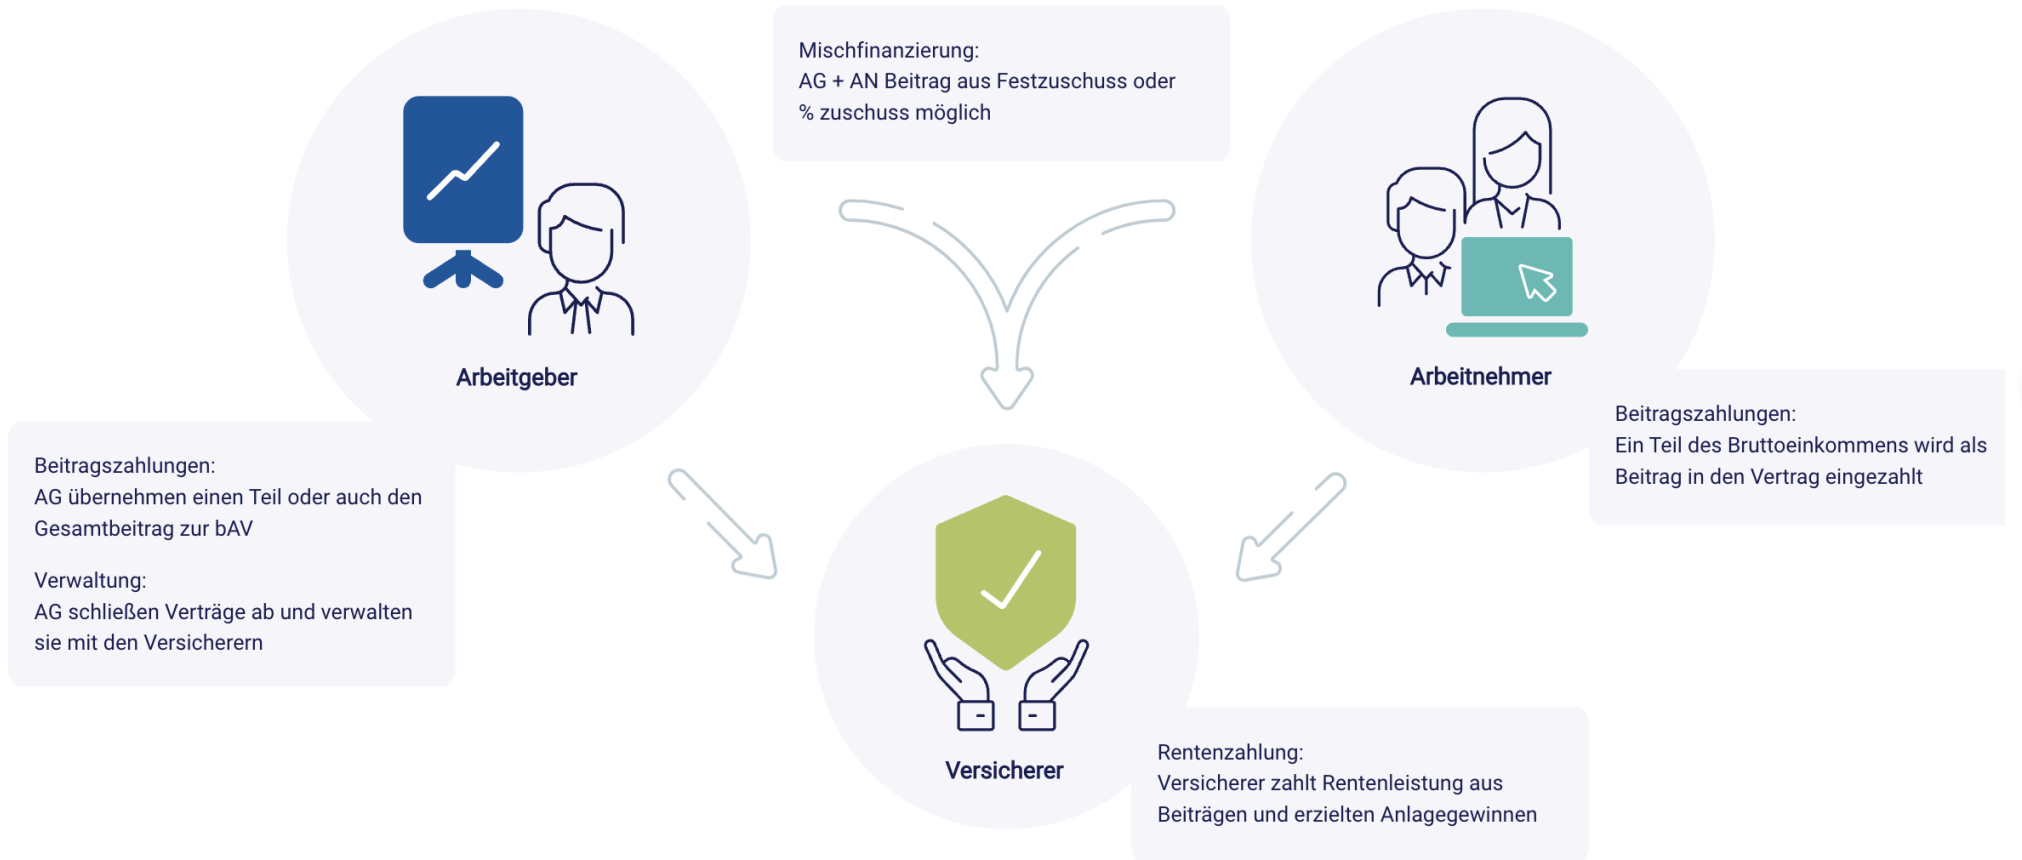 Mischfinanzierung:
AG + AN Beitrag aus Festzuschuss oder
% zuschuss möglich
Arbeitgeber
Arbeitnehmer
Beitragszahlungen:
AG übernehmen einen Teil oder auch den
Gesamtbeitrag zur bAV
Verwaltung:
AG schließen Verträge ab und verwalten
sie mit den Versicherern
Beitragszahlungen:
Ein Teil des Bruttoeinkommens wird als
Beitrag in den Vertrag eingezahlt
Versicherer
Rentenzahlung:
Versicherer zahlt Rentenleistung aus
Beiträgen und erzielten Anlagegewinnen